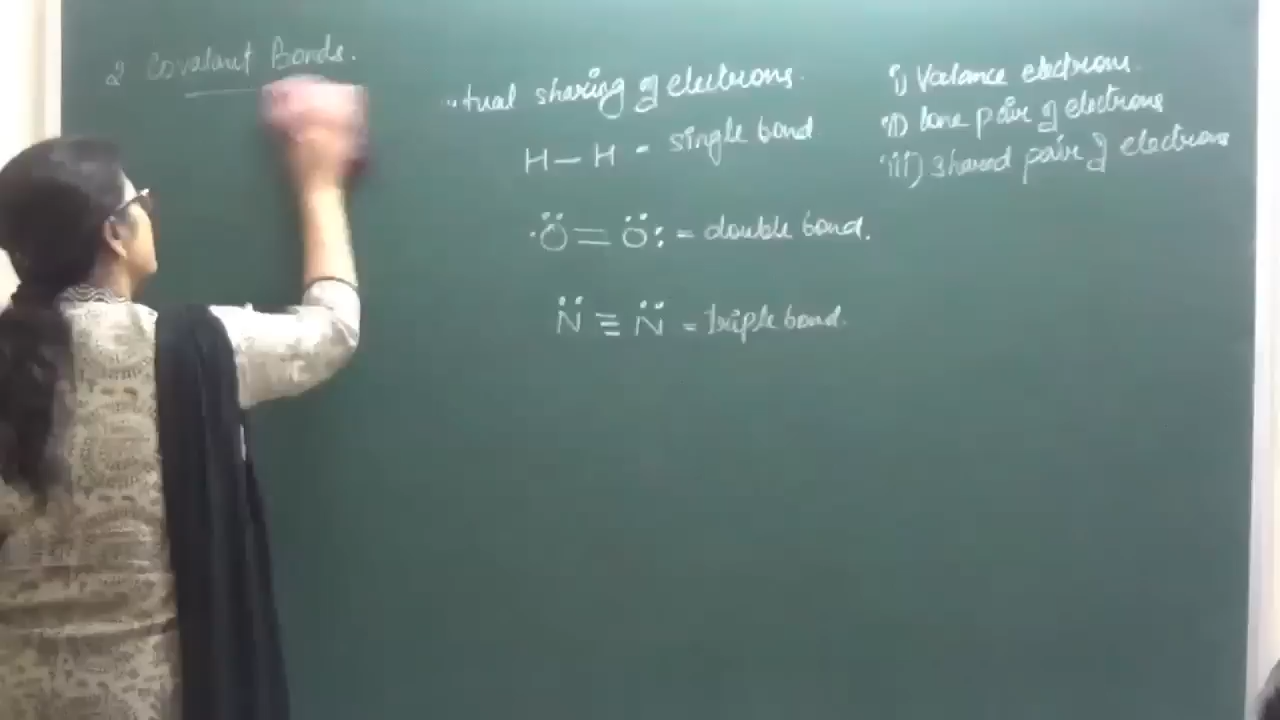 2 Covalant Bonds.
tual sharing of electrons.
H – H - single bond
·Ö = Ö: = double bond.
N̈ ≡ N̈ = triple bond.
i) Valance electrons.
ii) lone pair of electrons
iii) shared pair of electrons